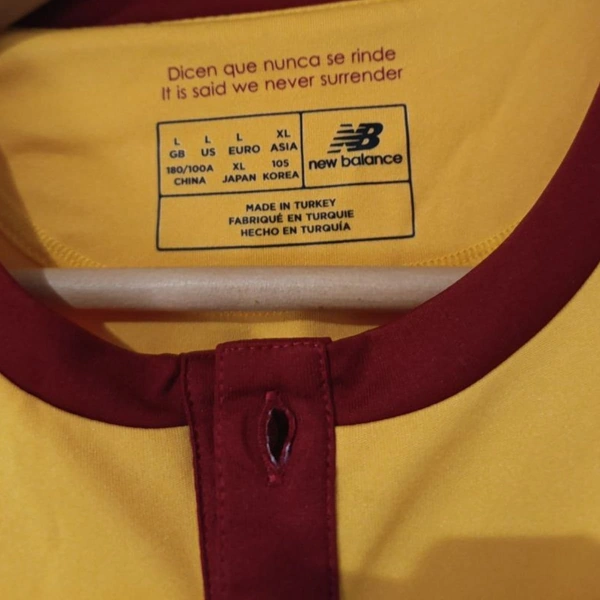 Dicen que nunca se rinde
It is said we never surrender
L L L XL
GB US EURO ASIA
180/100A XL 105
CHINA JAPAN KOREA
NB
new balance
MADE IN TURKEY
FABRIQUÉ EN TURQUIE
HECHO EN TURQUÍA